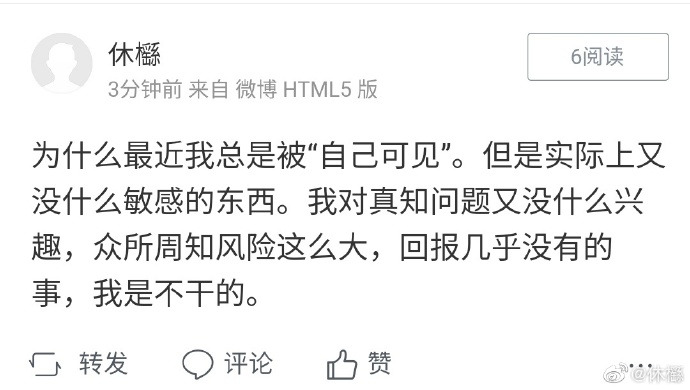 休櫾
6阅读
3分钟前 来自 微博 HTML5 版
为什么最近我总是被“自己可见”。但是实际上又
没什么敏感的东西。我对真知问题又没什么兴
趣，众所周知风险这么大，回报几乎没有的
事，我是不干的。
转发 评论 赞
@休櫾